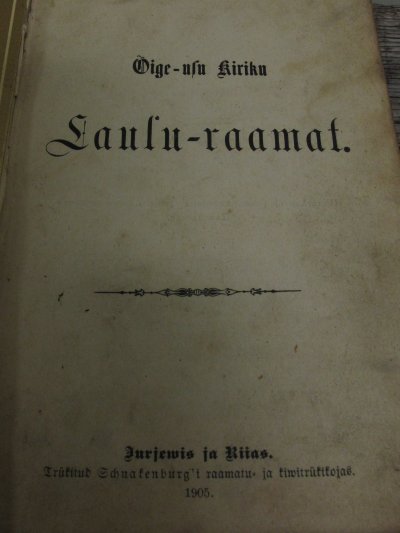 Õige-usu Kiriku
Laulu-raamat.
Jurjewis ja Riias.
Trükitud Schnakenburg'i raamatu- ja kiwitrükikojas.
1905.